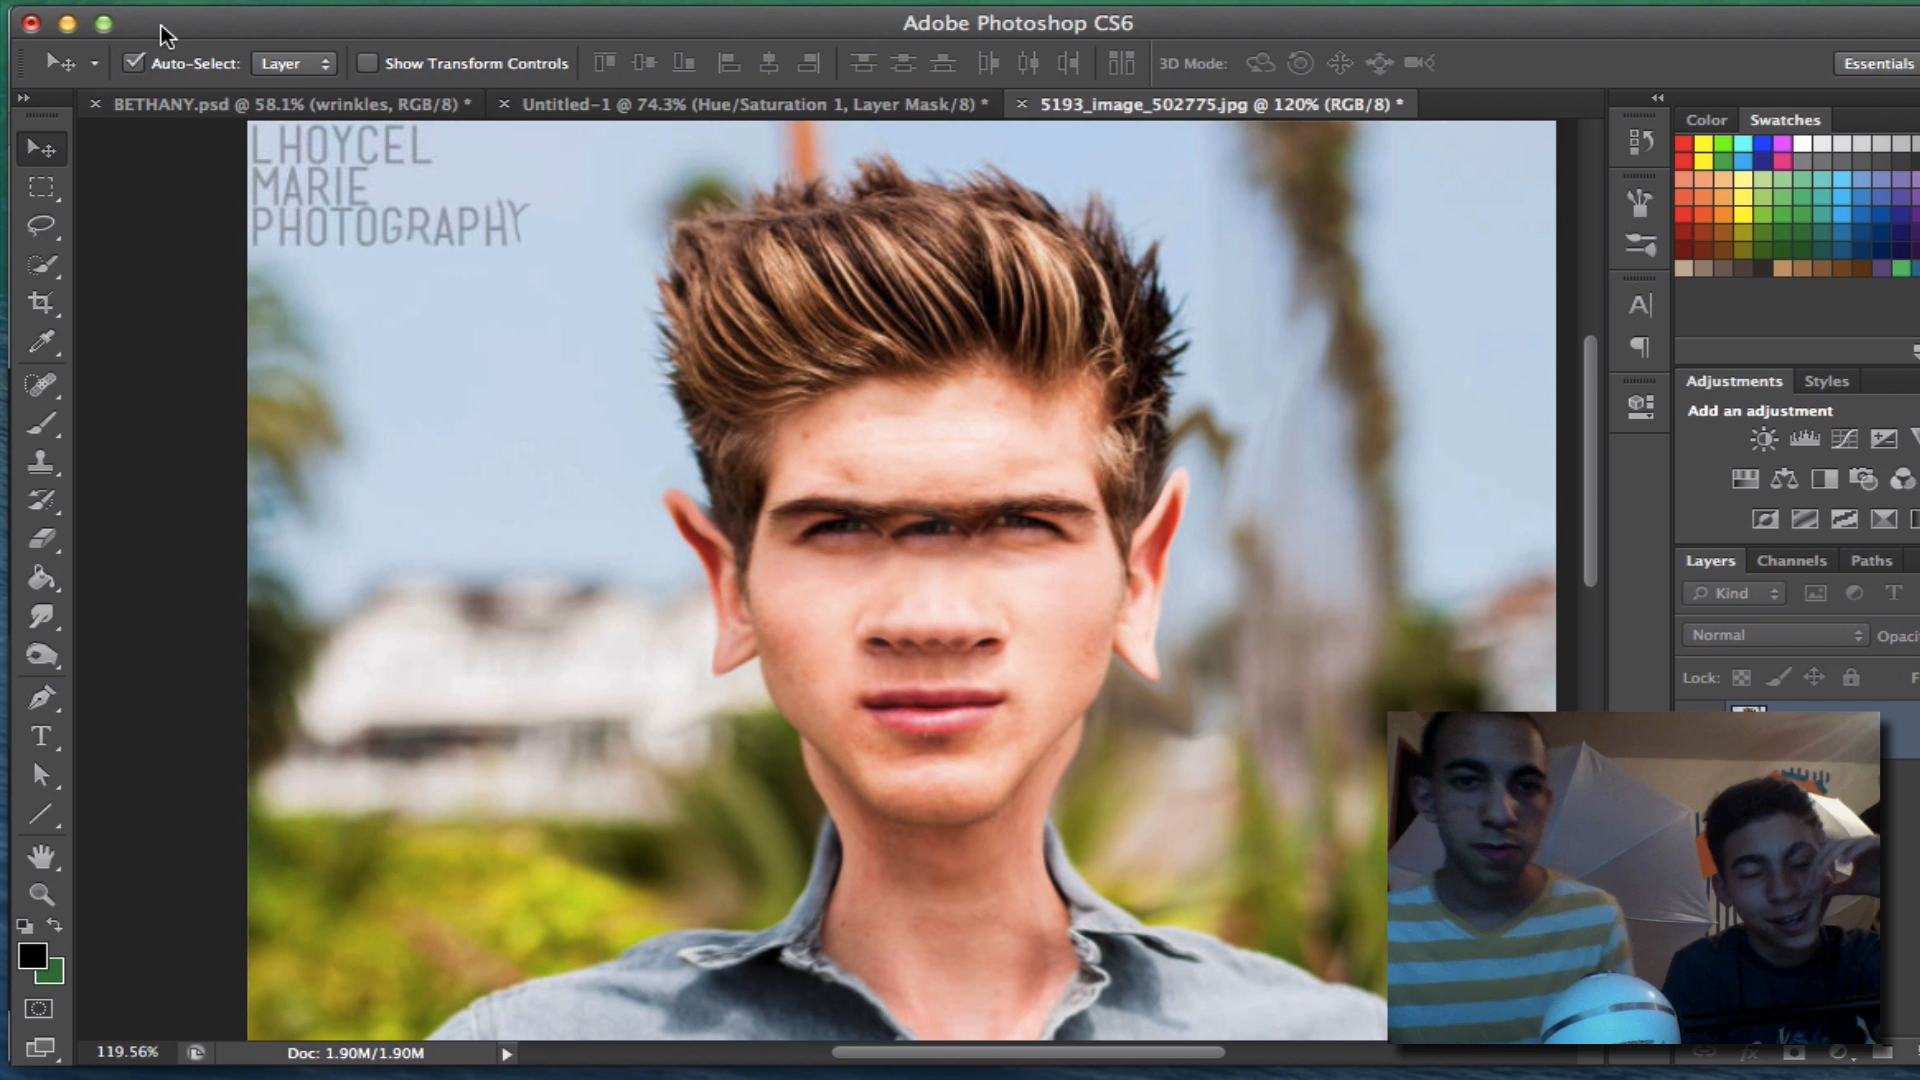 Adobe Photoshop CS6
Auto-Select: Layer Show Transform Controls 3D Mode: Essentials
BETHANY.psd @ 58.1% (wrinkles, RGB/8) * Untitled-1 @ 74.3% (Hue/Saturation 1, Layer Mask/8) * 5193_image_502775.jpg @ 120% (RGB/8) *
Color Swatches
LHOYCEL
MARIE
PHOTOGRAPHY
Adjustments Styles
Add an adjustment
Layers Channels Paths
Kind
Normal Opaci
Lock: F
119.56% Doc: 1.90M/1.90M